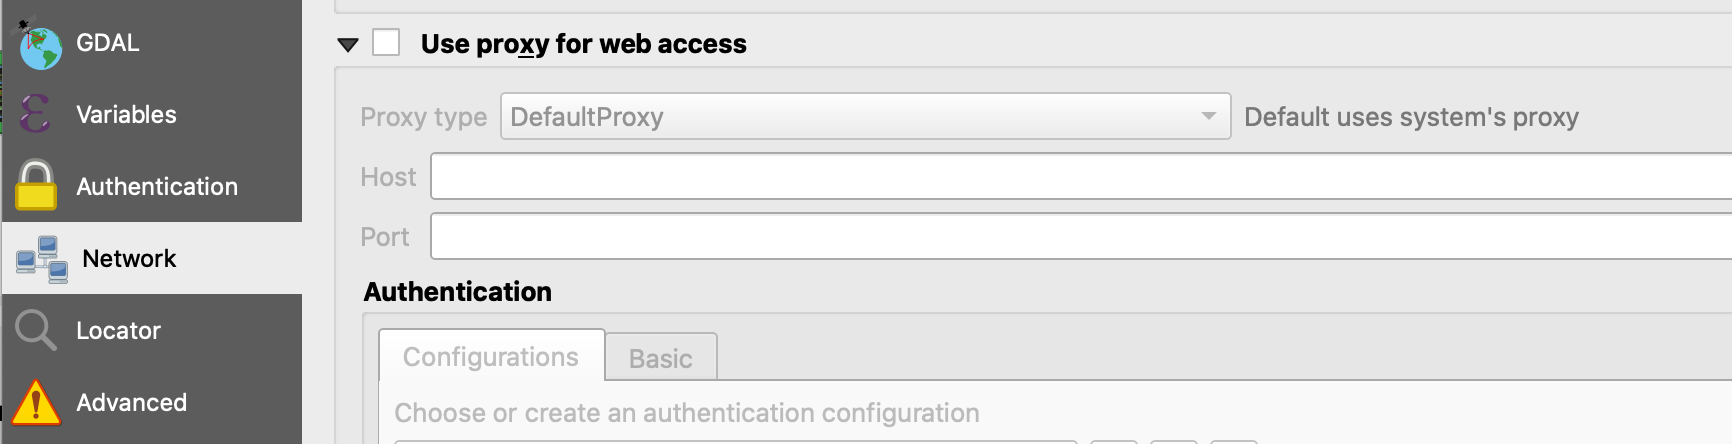 GDAL
Variables
Authentication
Network
Locator
Advanced
Use proxy for web access
Proxy type DefaultProxy Default uses system's proxy
Host
Port
Authentication
Configurations Basic
Choose or create an authentication configuration